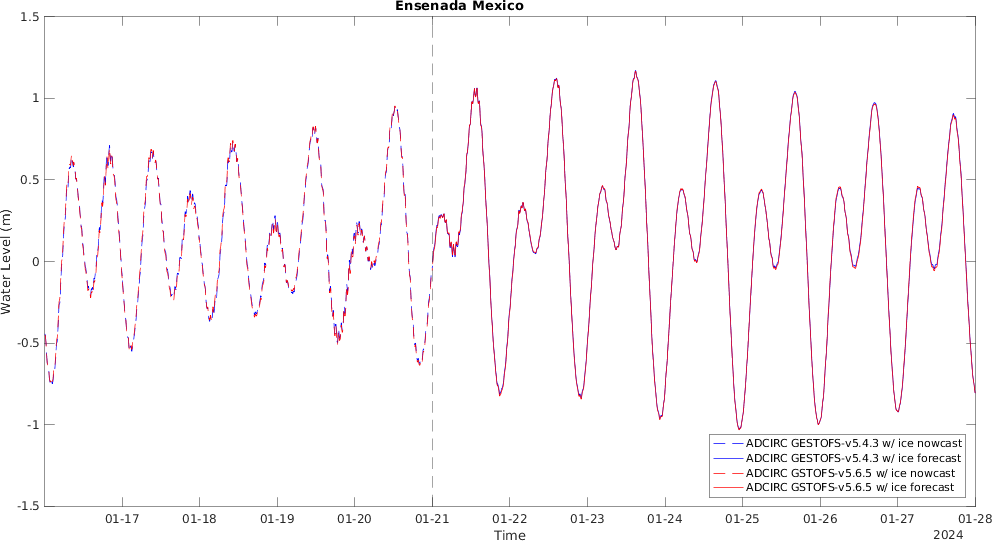 Ensenada Mexico
1.5
1
0.5
0
-0.5
-1
-1.5
Water Level (m)
ADCIRC GESTOFS-v5.4.3 w/ ice nowcast
ADCIRC GESTOFS-v5.4.3 w/ ice forecast
ADCIRC GSTOFS-v5.6.5 w/ ice nowcast
ADCIRC GSTOFS-v5.6.5 w/ ice forecast
01-17 01-18 01-19 01-20 01-21 01-22 01-23 01-24 01-25 01-26 01-27 01-28
Time
2024